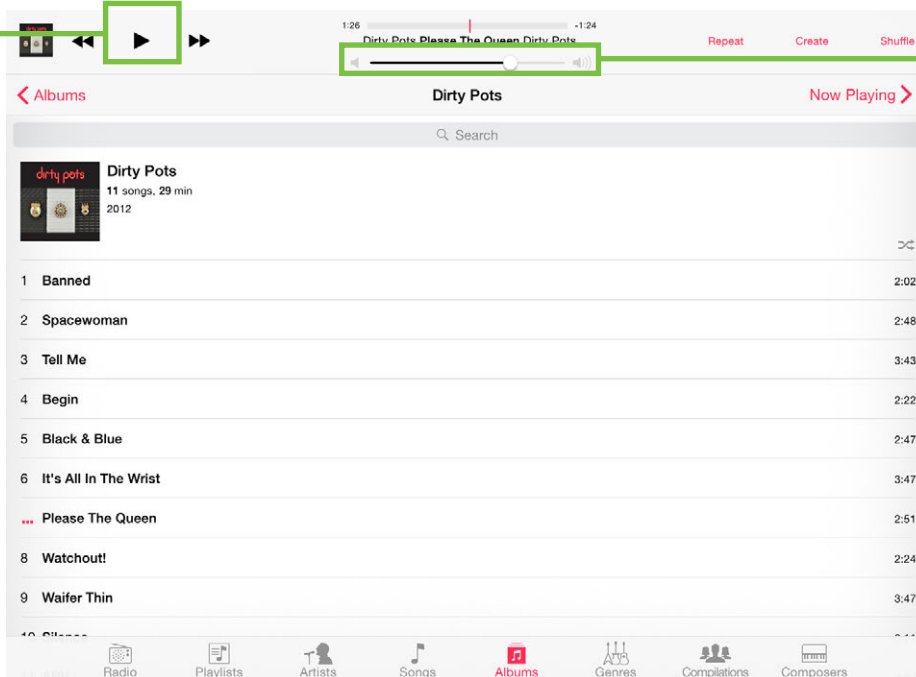 1:26 -1:24
Dirty Pots Please The Queen Dirty Pots
Repeat Create Shuffle
Albums Dirty Pots Now Playing
Search
dirty pots
Dirty Pots
11 songs, 29 min
2012
1 Banned 2:02
2 Spacewoman 2:48
3 Tell Me 3:43
4 Begin 2:22
5 Black & Blue 2:47
6 It's All In The Wrist 3:47
... Please The Queen 2:51
8 Watchout! 2:24
9 Waifer Thin 3:47
10 Silence
Radio Playlists Artists Songs Albums Genres Compilations Composers